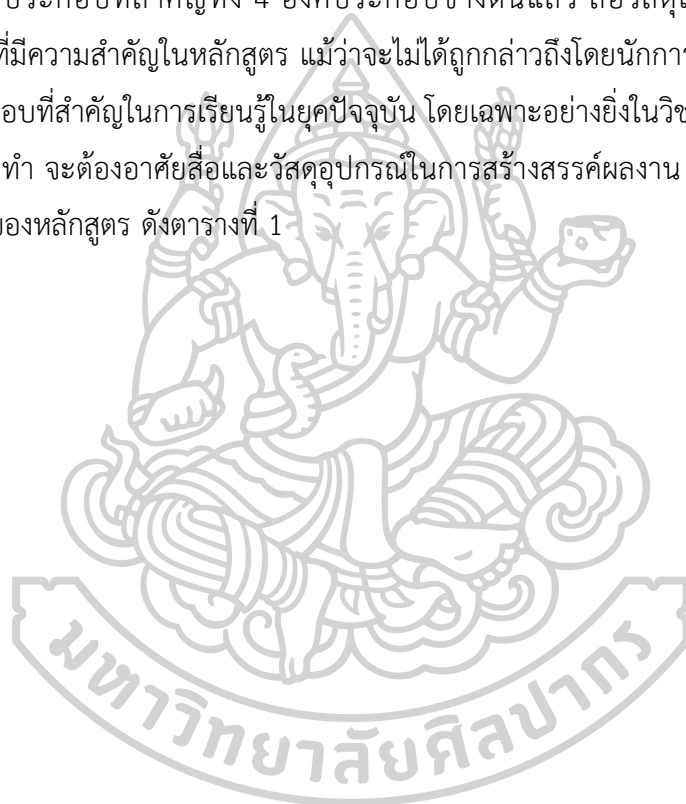 ประกอบที่สำคัญทั้ง 4 องค์ประกอบข้างต้นแล้ว
ที่มีความสำคัญในหลักสูตร แม้ว่าจะไม่ได้ถูกกล่าวถึงโดยนักการ
อบที่สำคัญในการเรียนรู้ในยุคปัจจุบัน โดยเฉพาะอย่างยิ่งในวิช
ทำ จะต้องอาศัยสื่อและวัสดุอุปกรณ์ในการสร้างสรรค์ผลงาน
ของหลักสูตร ดังตารางที่ 1
มหาวิทยาลัยศิลปากร